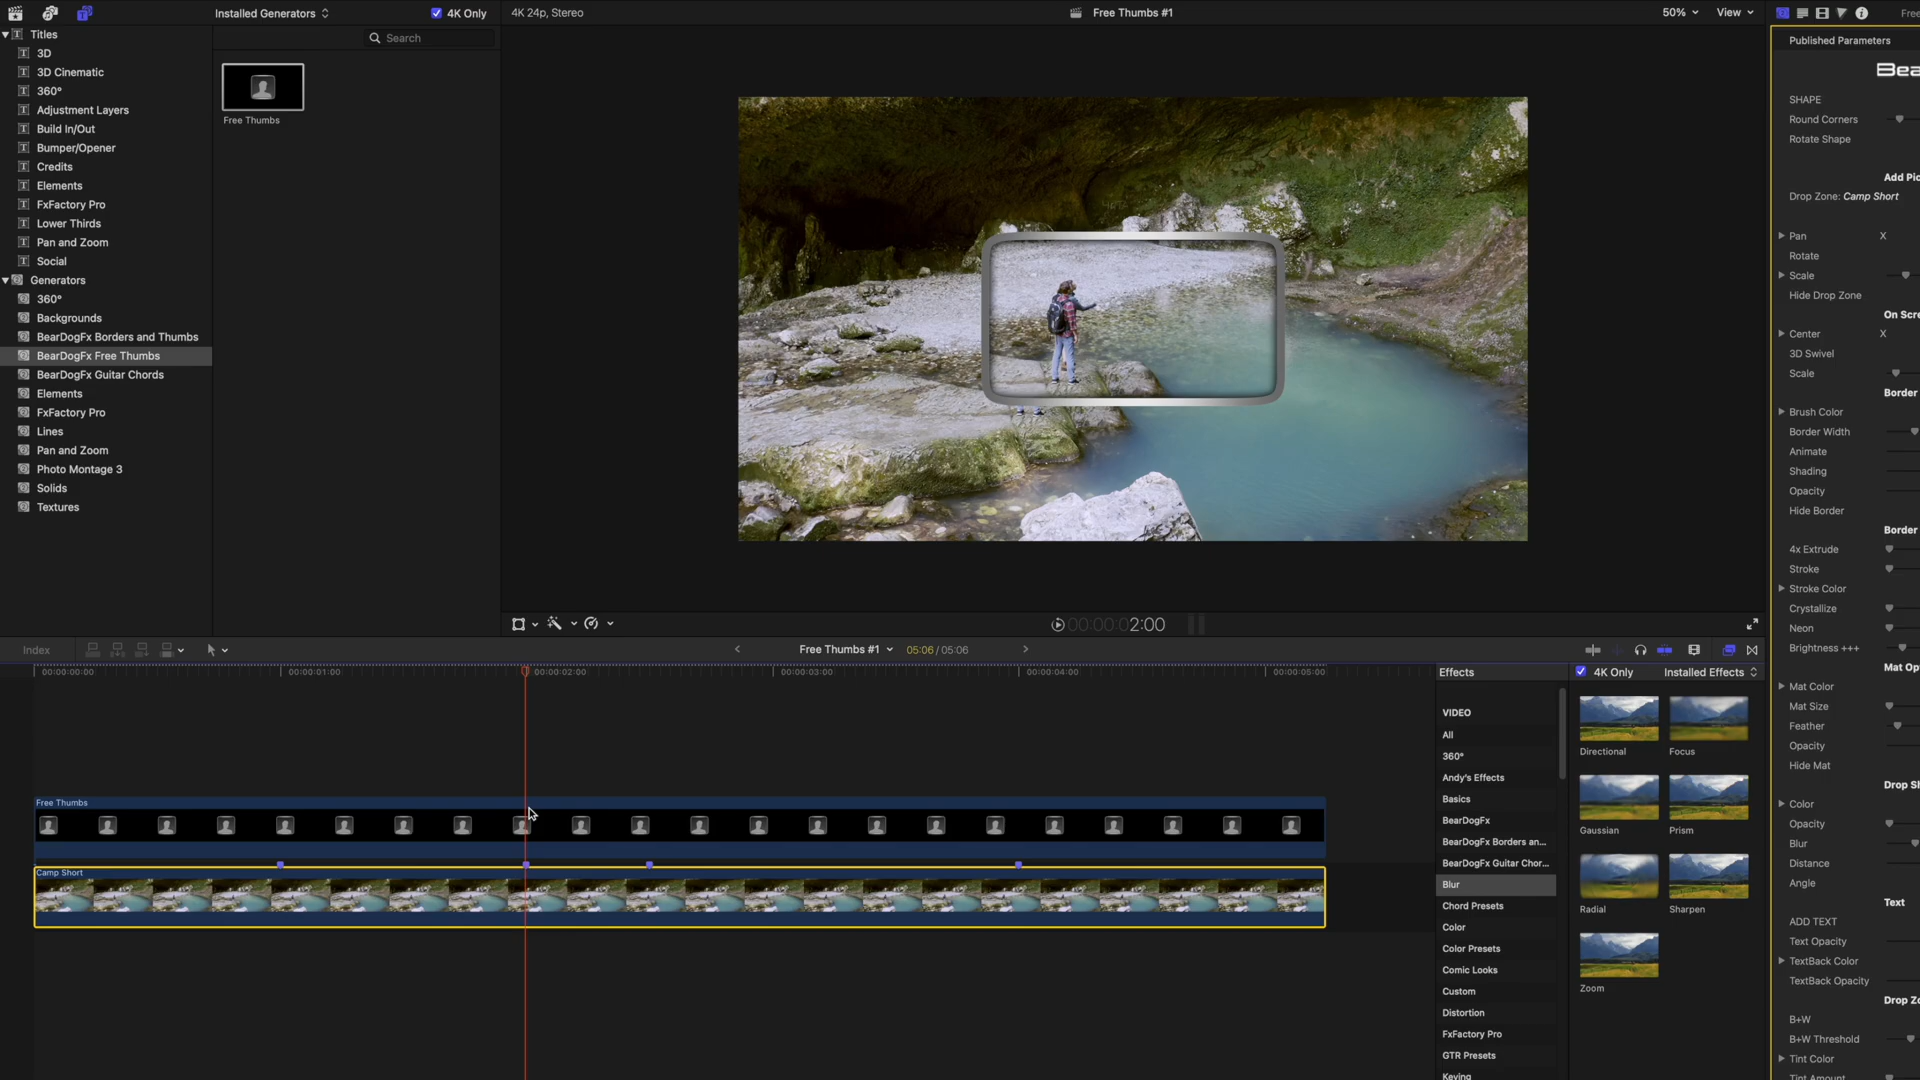 Installed Generators
4K Only
4K 24p, Stereo
Free Thumbs #1
50%
View
Titles
3D
3D Cinematic
360°
Adjustment Layers
Build In/Out
Bumper/Opener
Credits
Elements
FxFactory Pro
Lower Thirds
Pan and Zoom
Social
Generators
360°
Backgrounds
BearDogFx Borders and Thumbs
BearDogFx Free Thumbs
BearDogFx Guitar Chords
Elements
FxFactory Pro
Lines
Pan and Zoom
Photo Montage 3
Solids
Textures
Search
Free Thumbs
00:00:02:00
Published Parameters
SHAPE
Round Corners
Rotate Shape
Drop Zone: Camp Short
Pan X
Rotate
Scale
Hide Drop Zone
Center X
3D Swivel
Scale
Border
Brush Color
Border Width
Animate
Shading
Opacity
Hide Border
Border
4x Extrude
Stroke
Stroke Color
Crystallize
Neon
Brightness +++
Mat Color
Mat Size
Feather
Opacity
Hide Mat
Color
Opacity
Blur
Distance
Angle
Text
ADD TEXT
Text Opacity
TextBack Color
TextBack Opacity
B+W
B+W Threshold
Tint Color
Index
Free Thumbs #1
05:06 / 05:06
00:00:00:00
00:00:01:00
00:00:02:00
00:00:03:00
00:00:04:00
00:00:05:00
Free Thumbs
Camp Short
Effects
4K Only
Installed Effects
VIDEO
All
360°
Andy's Effects
Basics
BearDogFx
BearDogFx Borders an...
BearDogFx Guitar Chor...
Blur
Chord Presets
Color
Color Presets
Comic Looks
Custom
Distortion
FxFactory Pro
GTR Presets
Keying
Directional
Focus
Gaussian
Prism
Radial
Sharpen
Zoom